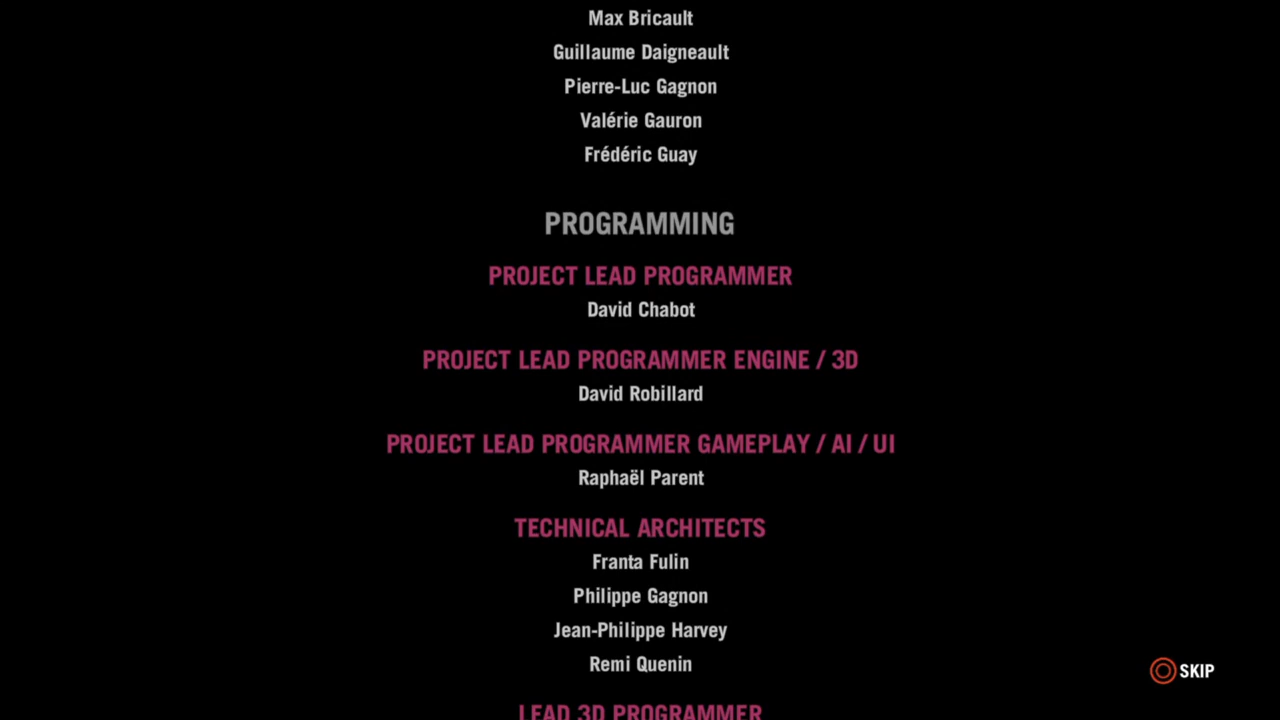 Max Bricault
Guillaume Daigneault
Pierre-Luc Gagnon
Valérie Gauron
Frédéric Guay
PROGRAMMING
PROJECT LEAD PROGRAMMER
David Chabot
PROJECT LEAD PROGRAMMER ENGINE / 3D
David Robillard
PROJECT LEAD PROGRAMMER GAMEPLAY / AI / UI
Raphaël Parent
TECHNICAL ARCHITECTS
Franta Fulin
Philippe Gagnon
Jean-Philippe Harvey
Remi Quenin
SKIP
LEAD 3D PROGRAMMER